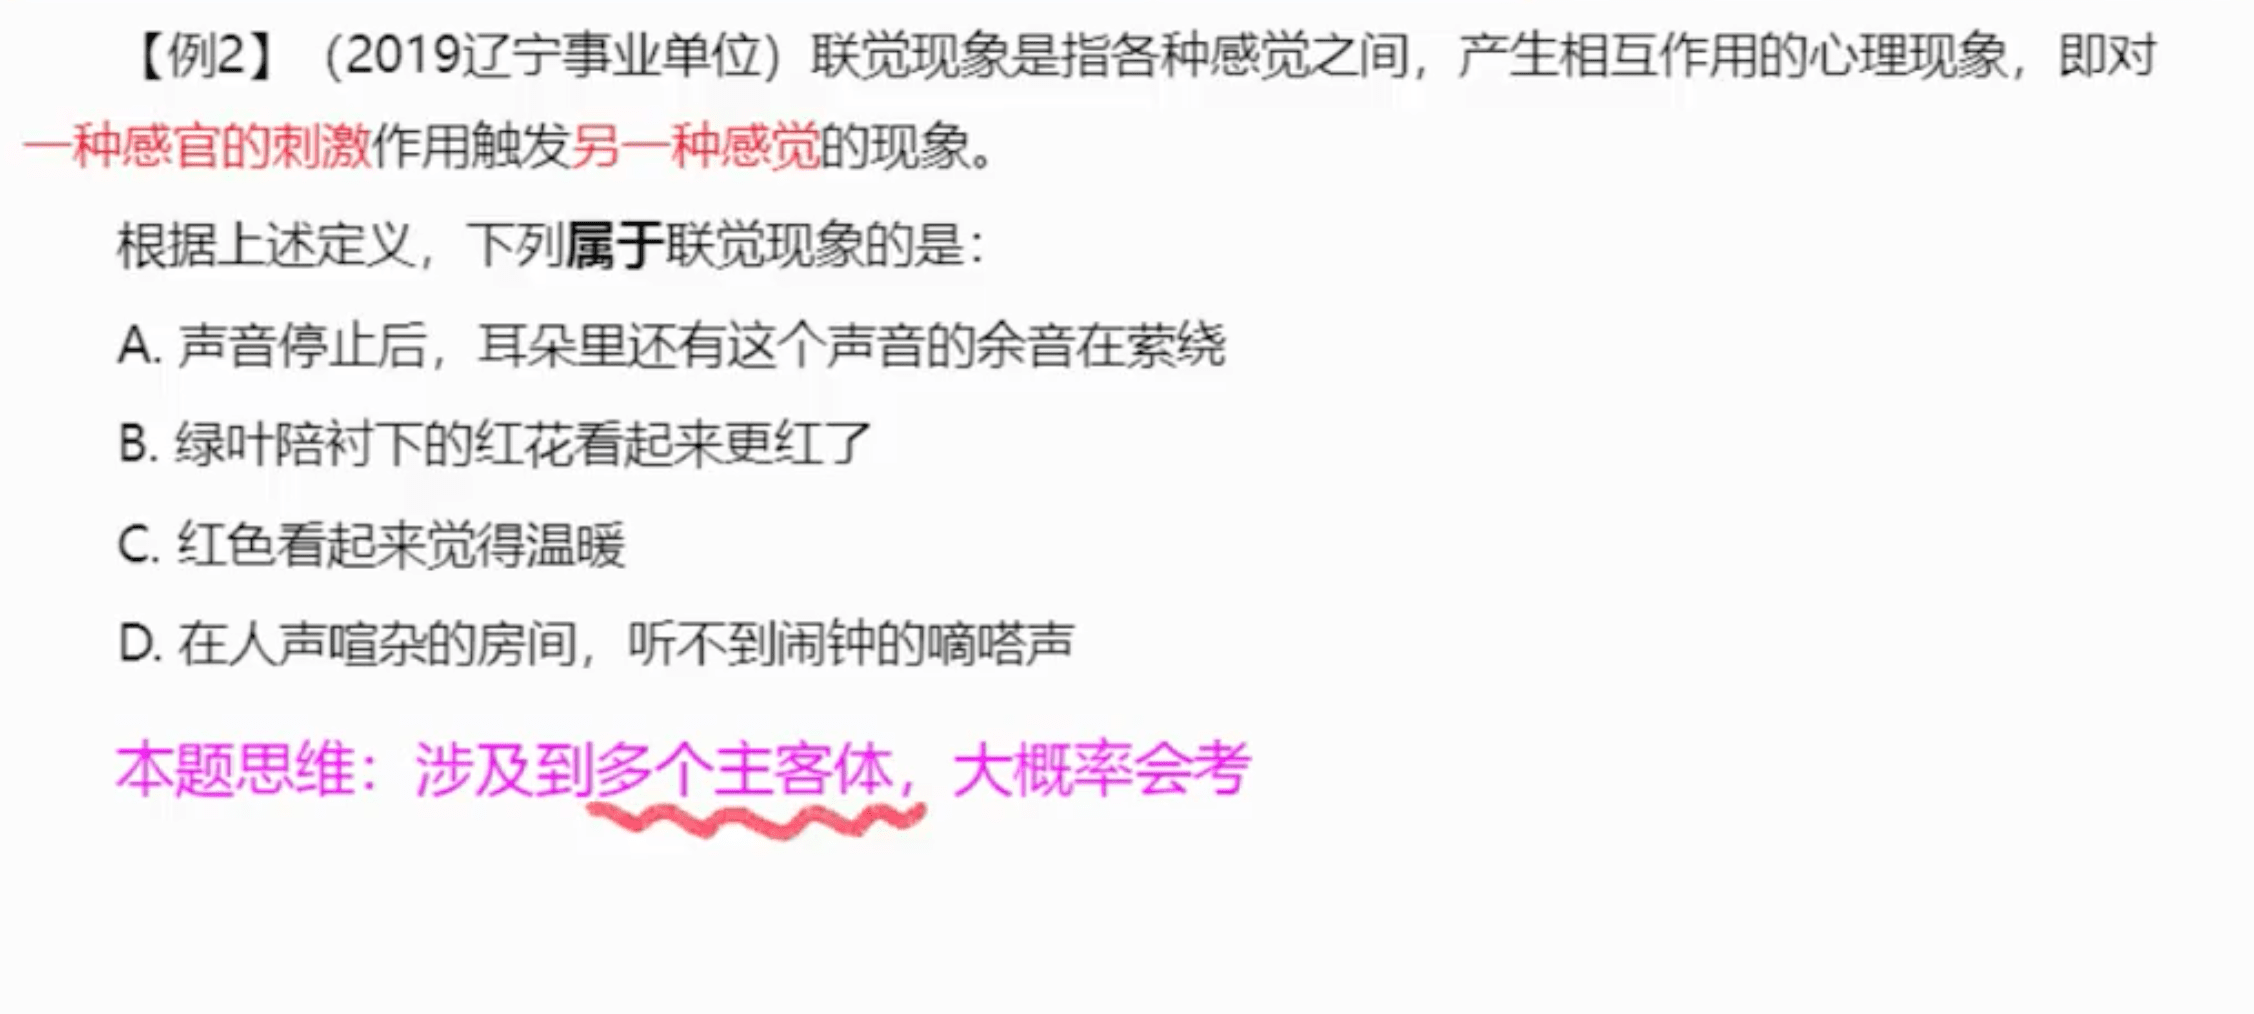 【例2】（2019辽宁事业单位）联觉现象是指各种感觉之间，产生相互作用的心理现象，即对
一种感官的刺激作用触发另一种感觉的现象。
根据上述定义，下列属于联觉现象的是：
A. 声音停止后，耳朵里还有这个声音的余音在萦绕
B. 绿叶陪衬下的红花看起来更红了
C. 红色看起来觉得温暖
D. 在人声喧杂的房间，听不到闹钟的嘀嗒声
本题思维：涉及到多个主客体，大概率会考